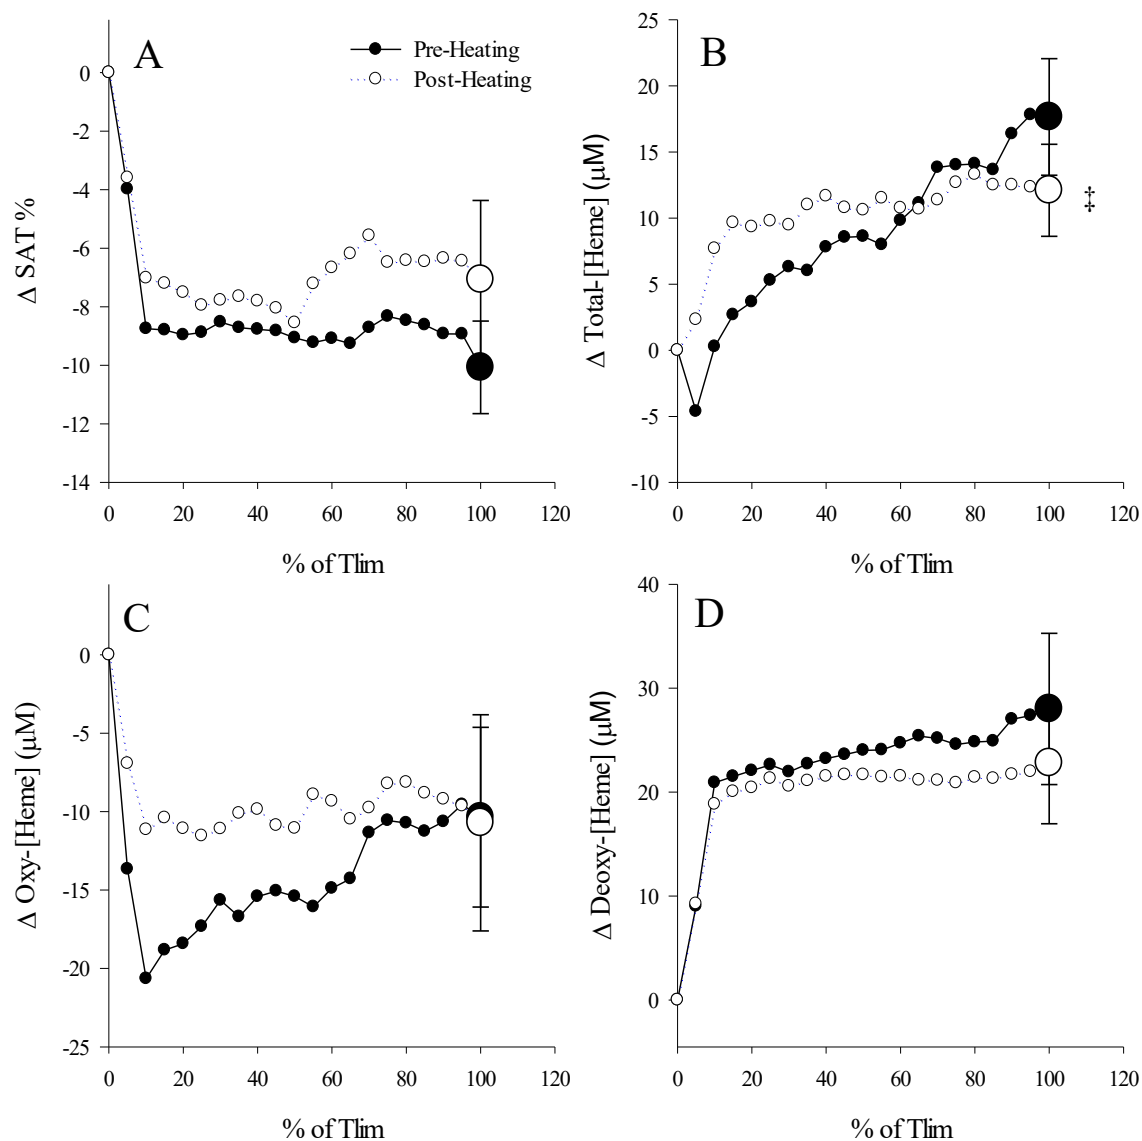 A
Pre-Heating
Post-Heating
Δ SAT %
0
-2
-4
-6
-8
-10
-12
-14
0 20 40 60 80 100 120
% of Tlim
B
Δ Total-[Heme] (μM)
25
20
15
10
5
0
-5
-10
‡
0 20 40 60 80 100 120
% of Tlim
C
Δ Oxy-[Heme] (μM)
0
-5
-10
-15
-20
-25
0 20 40 60 80 100 120
% of Tlim
D
Δ Deoxy-[Heme] (μM)
40
30
20
10
0
0 20 40 60 80 100 120
% of Tlim